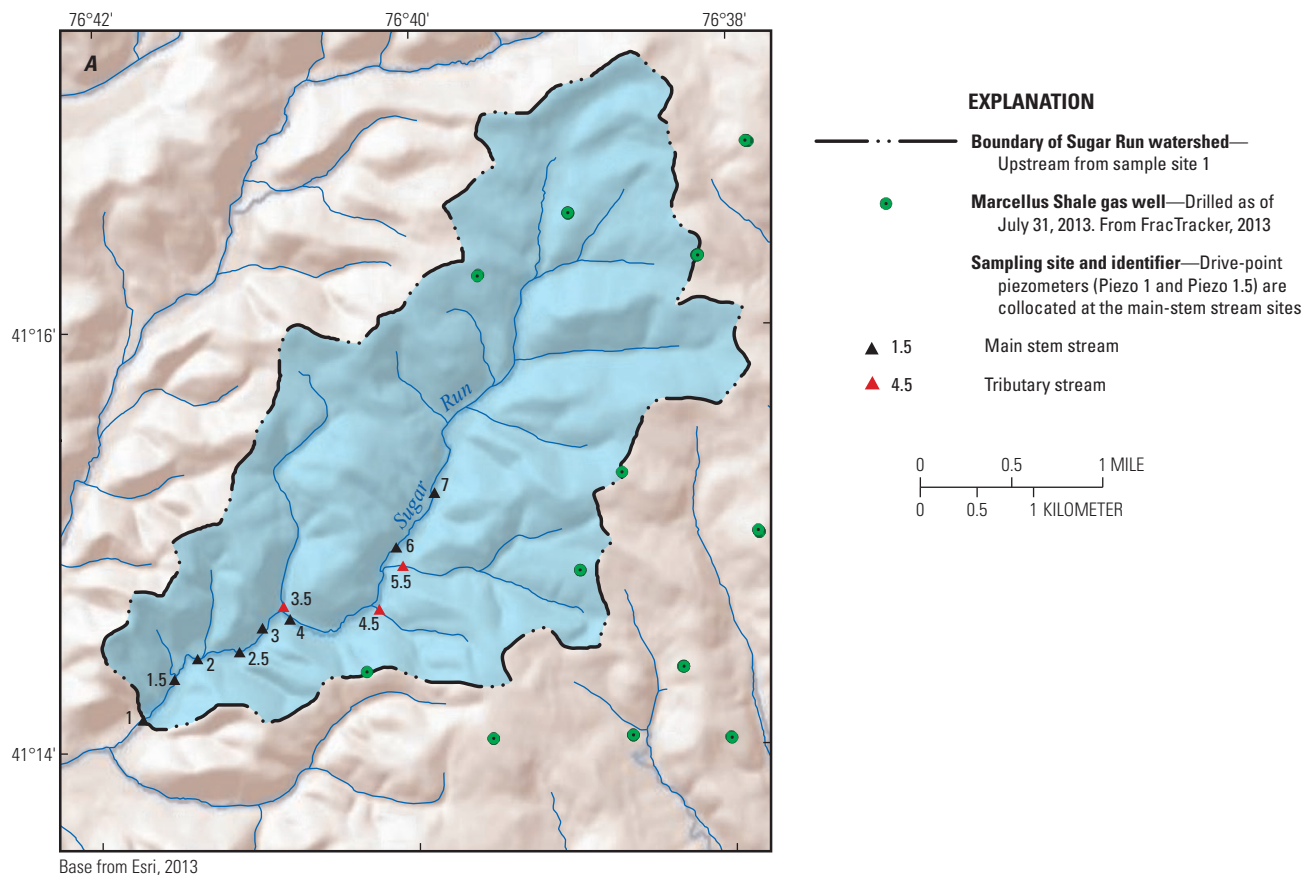 76°42'
76°40'
76°38'
A
41°16'
41°14'
Run
Sugar
7
6
5.5
4.5
3.5
4
3
2.5
2
1.5
1
Base from Esri, 2013
EXPLANATION
Boundary of Sugar Run watershed—
Upstream from sample site 1
Marcellus Shale gas well—Drilled as of
July 31, 2013. From FracTracker, 2013
Sampling site and identifier—Drive-point
piezometers (Piezo 1 and Piezo 1.5) are
collocated at the main-stem stream sites
1.5 Main stem stream
4.5 Tributary stream
0 0.5 1 MILE
0 0.5 1 KILOMETER